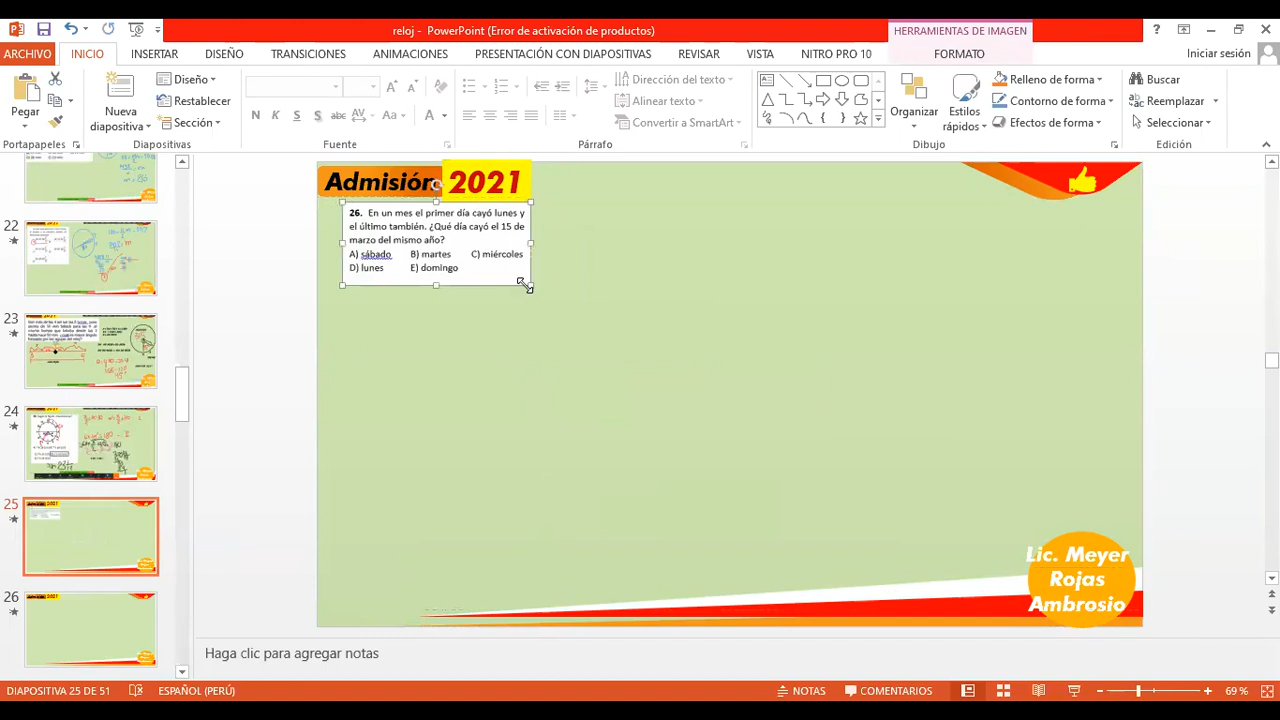 reloj - PowerPoint (Error de activación de productos)
HERRAMIENTAS DE IMAGEN
ARCHIVO INICIO INSERTAR DISEÑO TRANSICIONES ANIMACIONES PRESENTACIÓN CON DIAPOSITIVAS REVISAR VISTA NITRO PRO 10 FORMATO Iniciar sesión
Pegar
Nueva diapositiva
Diseño
Restablecer
Sección
N K S S abc AV Aa A
Dirección del texto
Alinear texto
Convertir a SmartArt
Organizar
Estilos rápidos
Relleno de forma
Contorno de forma
Efectos de forma
Buscar
Reemplazar
Seleccionar
Portapapeles Diapositivas Fuente Párrafo Dibujo Edición
22
23
24
25
26
Admisión 2021
26. En un mes el primer día cayó lunes y
el último también. ¿Qué día cayó el 15 de
marzo del mismo año?
A) sábado B) martes C) miércoles
D) lunes E) domingo
Lic. Meyer
Rojas
Ambrosio
Haga clic para agregar notas
DIAPOSITIVA 25 DE 51 ESPAÑOL (PERÚ) NOTAS COMENTARIOS 69 %